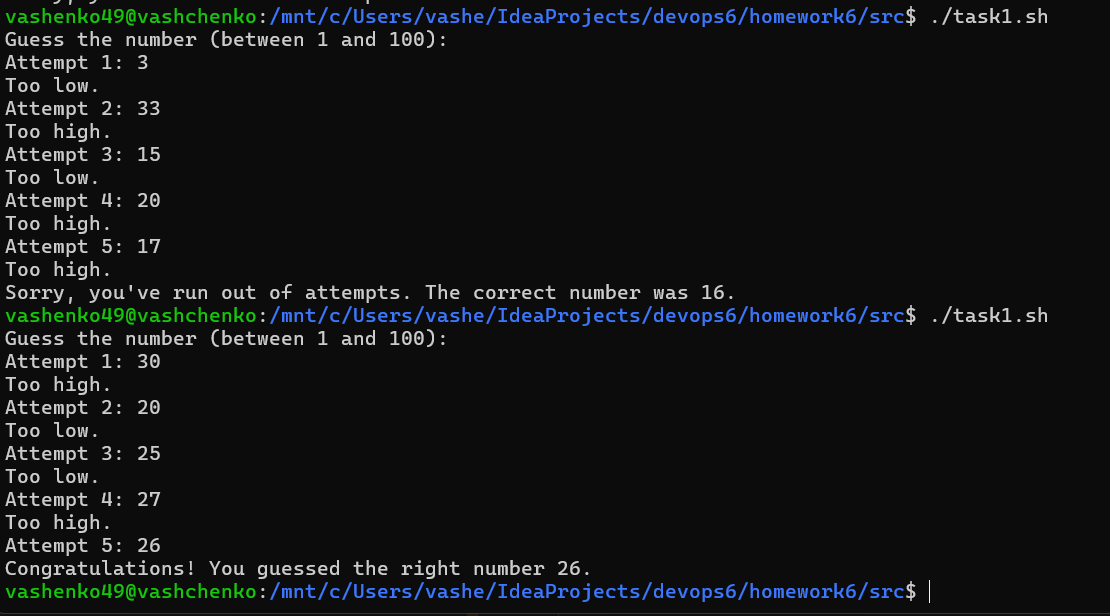 vashenko49@vashchenko:/mnt/c/Users/vashe/IdeaProjects/devops6/homework6/src$ ./task1.sh
Guess the number (between 1 and 100):
Attempt 1: 3
Too low.
Attempt 2: 33
Too high.
Attempt 3: 15
Too low.
Attempt 4: 20
Too high.
Attempt 5: 17
Too high.
Sorry, you've run out of attempts. The correct number was 16.
vashenko49@vashchenko:/mnt/c/Users/vashe/IdeaProjects/devops6/homework6/src$ ./task1.sh
Guess the number (between 1 and 100):
Attempt 1: 30
Too high.
Attempt 2: 20
Too low.
Attempt 3: 25
Too low.
Attempt 4: 27
Too high.
Attempt 5: 26
Congratulations! You guessed the right number 26.
vashenko49@vashchenko:/mnt/c/Users/vashe/IdeaProjects/devops6/homework6/src$